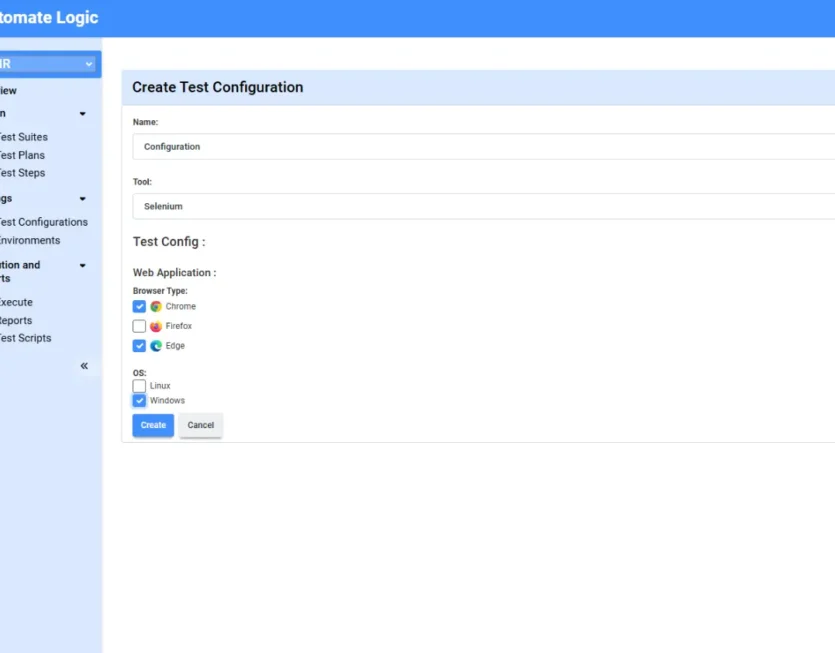 tomate Logic
IR
iew
n
est Suites
Test Plans
Test Steps
gs
Test Configurations
Environments
tion and
rts
Execute
Reports
Test Scripts
«
Create Test Configuration
Name:
Configuration
Tool:
Selenium
Test Config :
Web Application :
Browser Type:
Chrome
Firefox
Edge
OS:
Linux
Windows
Create Cancel